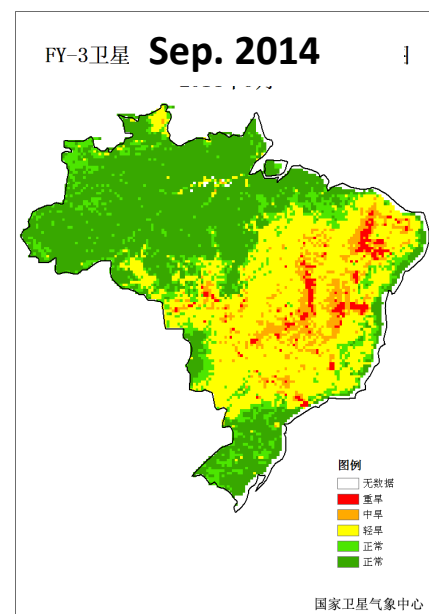 FY-3卫星 Sep. 2014
图例
无数据
重旱
中旱
轻旱
正常
正常
国家卫星气象中心